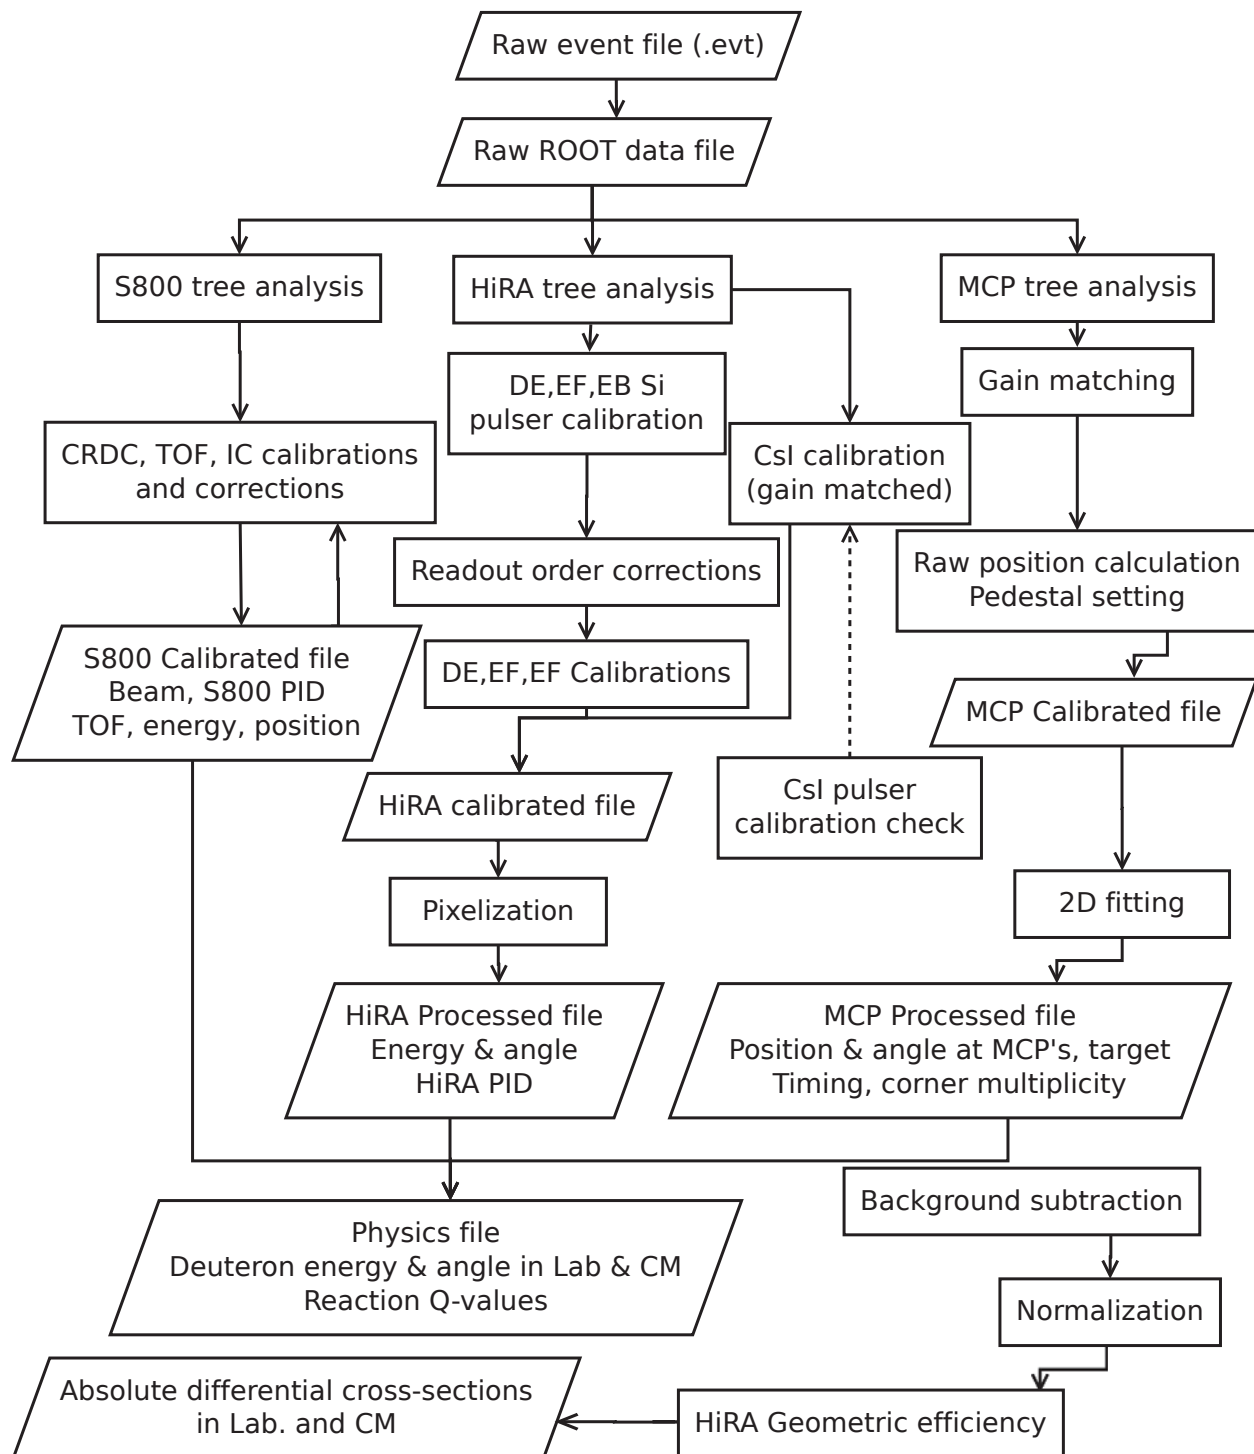 Raw event file (.evt)
Raw ROOT data file
S800 tree analysis
HiRA tree analysis
MCP tree analysis
DE,EF,EB Si
pulser calibration
Gain matching
CRDC, TOF, IC calibrations
and corrections
CsI calibration
(gain matched)
Readout order corrections
Raw position calculation
Pedestal setting
S800 Calibrated file
Beam, S800 PID
TOF, energy, position
DE,EF,EF Calibrations
MCP Calibrated file
HiRA calibrated file
CsI pulser
calibration check
Pixelization
2D fitting
HiRA Processed file
Energy & angle
HiRA PID
MCP Processed file
Position & angle at MCP's, target
Timing, corner multiplicity
Background subtraction
Physics file
Deuteron energy & angle in Lab & CM
Reaction Q-values
Normalization
Absolute differential cross-sections
in Lab. and CM
HiRA Geometric efficiency